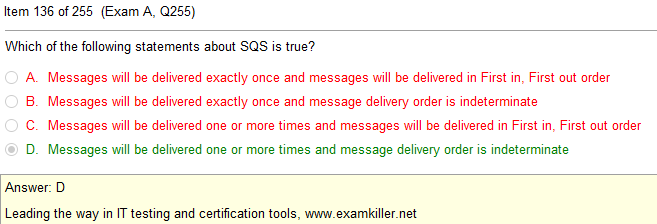 Item 136 of 255 (Exam A, Q255)
Which of the following statements about SQS is true?
A. Messages will be delivered exactly once and messages will be delivered in First in, First out order
B. Messages will be delivered exactly once and message delivery order is indeterminate
C. Messages will be delivered one or more times and messages will be delivered in First in, First out order
D. Messages will be delivered one or more times and message delivery order is indeterminate
Answer: D
Leading the way in IT testing and certification tools, www.examkiller.net